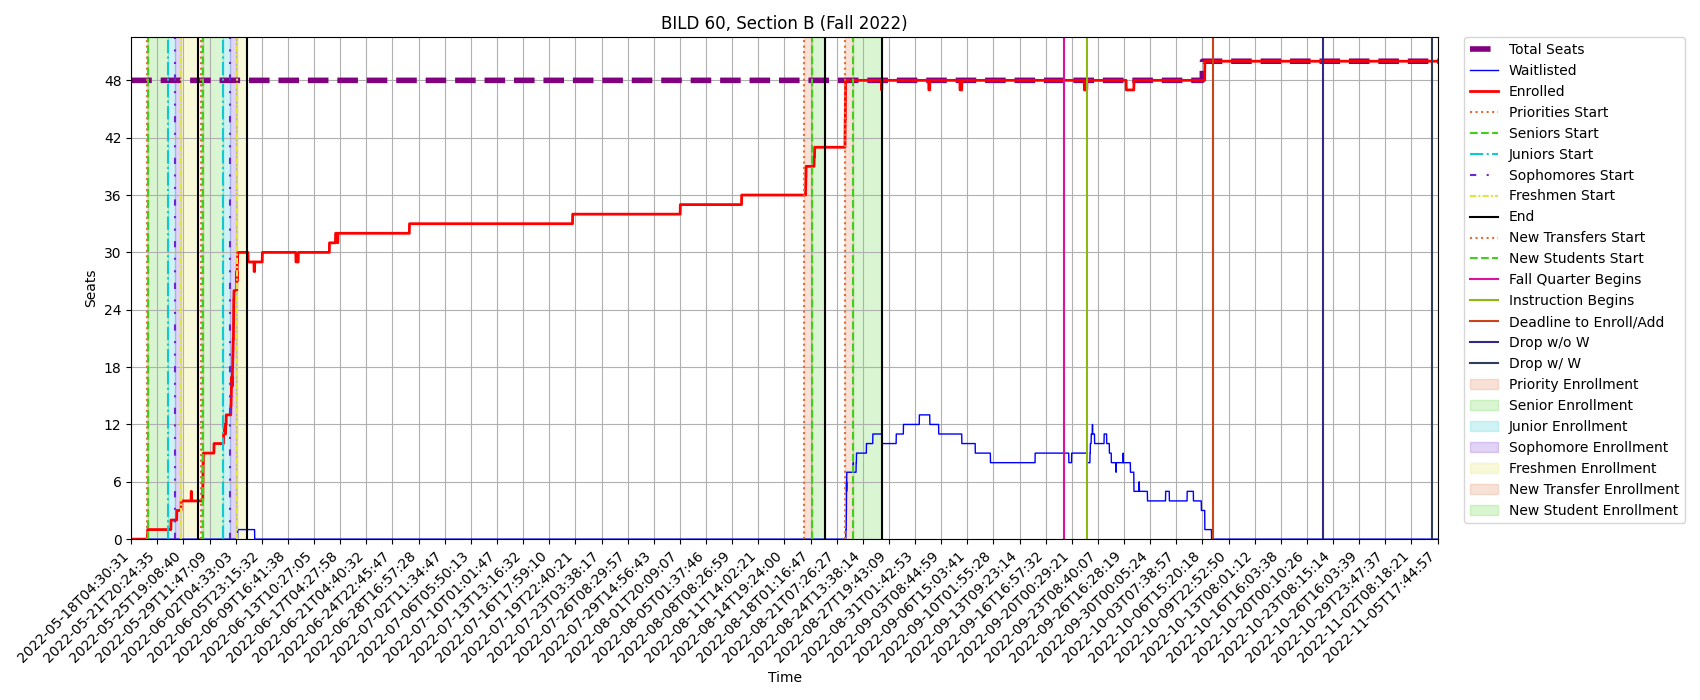 BILD 60, Section B (Fall 2022)
Seats
48
42
36
30
24
18
12
6
0
2022-05-18T04:30:31
2022-05-21T20:24:35
2022-05-25T19:08:40
2022-05-29T11:47:09
2022-06-02T04:33:03
2022-06-05T23:15:32
2022-06-09T16:41:38
2022-06-13T10:27:05
2022-06-17T04:27:58
2022-06-21T04:40:32
2022-06-24T22:45:47
2022-06-28T16:57:28
2022-07-02T11:34:47
2022-07-06T05:50:13
2022-07-10T01:01:47
2022-07-13T13:16:32
2022-07-16T17:59:10
2022-07-19T22:40:21
2022-07-23T03:38:17
2022-07-26T08:29:57
2022-07-29T14:56:43
2022-08-01T20:09:07
2022-08-05T01:37:46
2022-08-08T08:26:59
2022-08-11T14:02:21
2022-08-14T19:24:00
2022-08-18T01:16:47
2022-08-21T07:26:27
2022-08-24T13:38:14
2022-08-27T19:43:09
2022-08-31T01:42:53
2022-09-03T08:44:59
2022-09-06T15:03:41
2022-09-10T01:55:28
2022-09-13T09:23:14
2022-09-16T16:57:32
2022-09-20T00:29:21
2022-09-23T08:40:07
2022-09-26T16:28:19
2022-09-30T00:05:24
2022-10-03T07:38:57
2022-10-06T15:20:18
2022-10-09T22:52:50
2022-10-13T08:01:12
2022-10-16T16:03:38
2022-10-20T00:10:26
2022-10-23T08:15:14
2022-10-26T16:03:39
2022-10-29T23:47:37
2022-11-02T08:18:21
2022-11-05T17:44:57
Time
Total Seats
Waitlisted
Enrolled
Priorities Start
Seniors Start
Juniors Start
Sophomores Start
Freshmen Start
End
New Transfers Start
New Students Start
Fall Quarter Begins
Instruction Begins
Deadline to Enroll/Add
Drop w/o W
Drop w/ W
Priority Enrollment
Senior Enrollment
Junior Enrollment
Sophomore Enrollment
Freshmen Enrollment
New Transfer Enrollment
New Student Enrollment